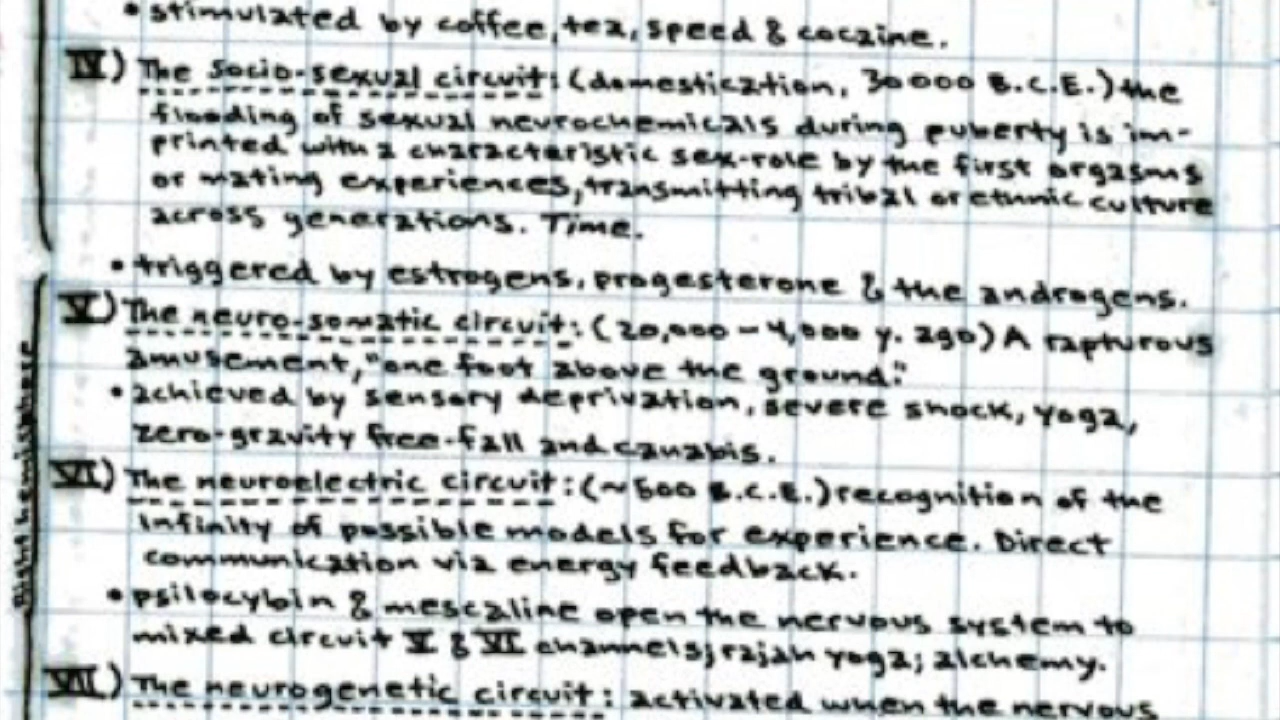 • stimulated by coffee, tea, speed & cocaine.
IV) The socio-sexual circuit: (domestication, 30000 B.C.E.) the
flooding of sexual neurochemicals during puberty is im-
printed with a characteristic sex-role by the first orgasms
or mating experiences, transmitting tribal or ethnic culture
across generations. Time.
• triggered by estrogens, progesterone & the androgens.
V) The neuro-somatic circuit: (20,000 – 4,000 y. ago) A rapturous
amusement, "one foot above the ground."
• achieved by sensory deprivation, severe shock, yoga,
zero-gravity free-fall and canabis.
VI) The neuroelectric circuit: (~500 B.C.E.) recognition of the
infinity of possible models for experience. Direct
communication via energy feedback.
• psilocybin & mescaline open the nervous system to
mixed circuit V & VI channels; rajah yoga; alchemy.
VII) The neurogenetic circuit: activated when the nervous
Right hemisphere